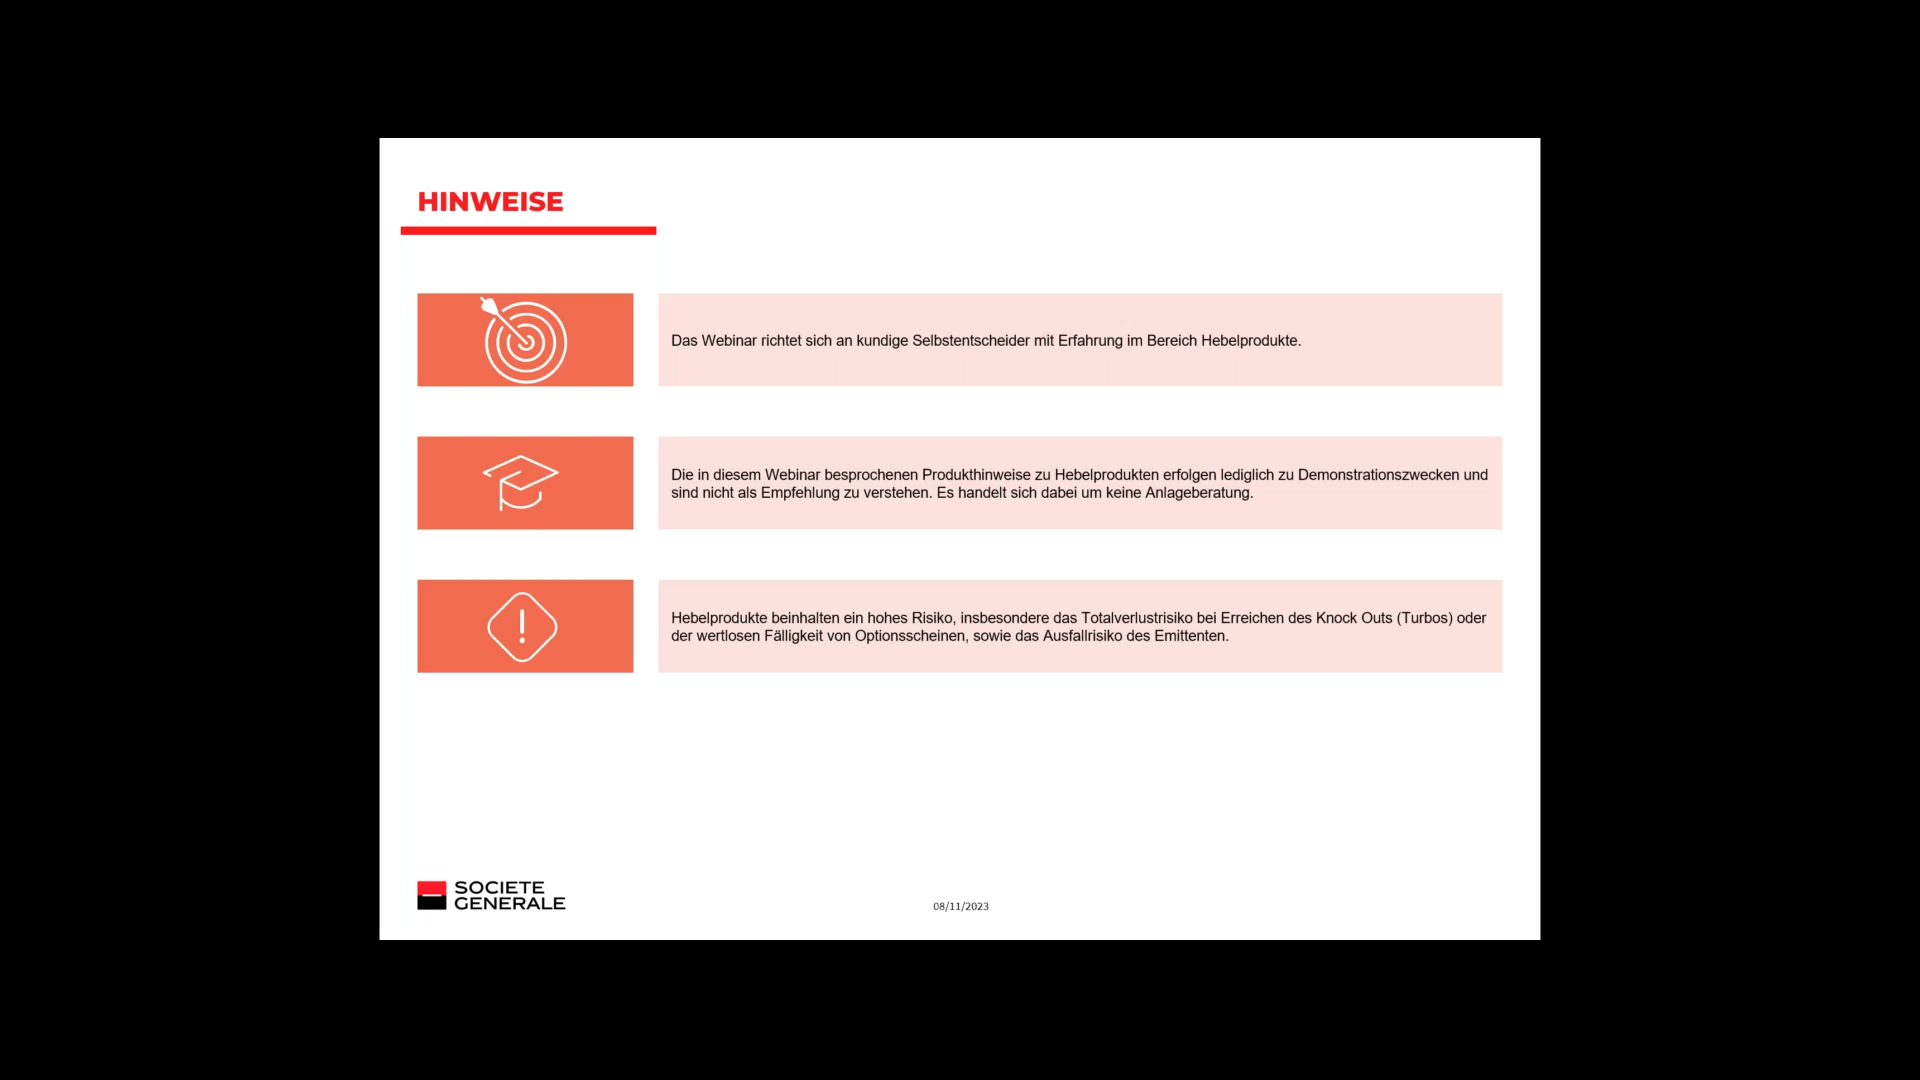 HINWEISE
Das Webinar richtet sich an kundige Selbstentscheider mit Erfahrung im Bereich Hebelprodukte.
Die in diesem Webinar besprochenen Produkthinweise zu Hebelprodukten erfolgen lediglich zu Demonstrationszwecken und
sind nicht als Empfehlung zu verstehen. Es handelt sich dabei um keine Anlageberatung.
Hebelprodukte beinhalten ein hohes Risiko, insbesondere das Totalverlustrisiko bei Erreichen des Knock Outs (Turbos) oder
der wertlosen Fälligkeit von Optionsscheinen, sowie das Ausfallrisiko des Emittenten.
SOCIETE
GENERALE
08/11/2023